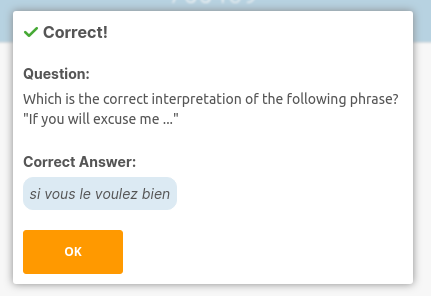 Correct!
Question:
Which is the correct interpretation of the following phrase?
"If you will excuse me ..."
Correct Answer:
si vous le voulez bien
OK